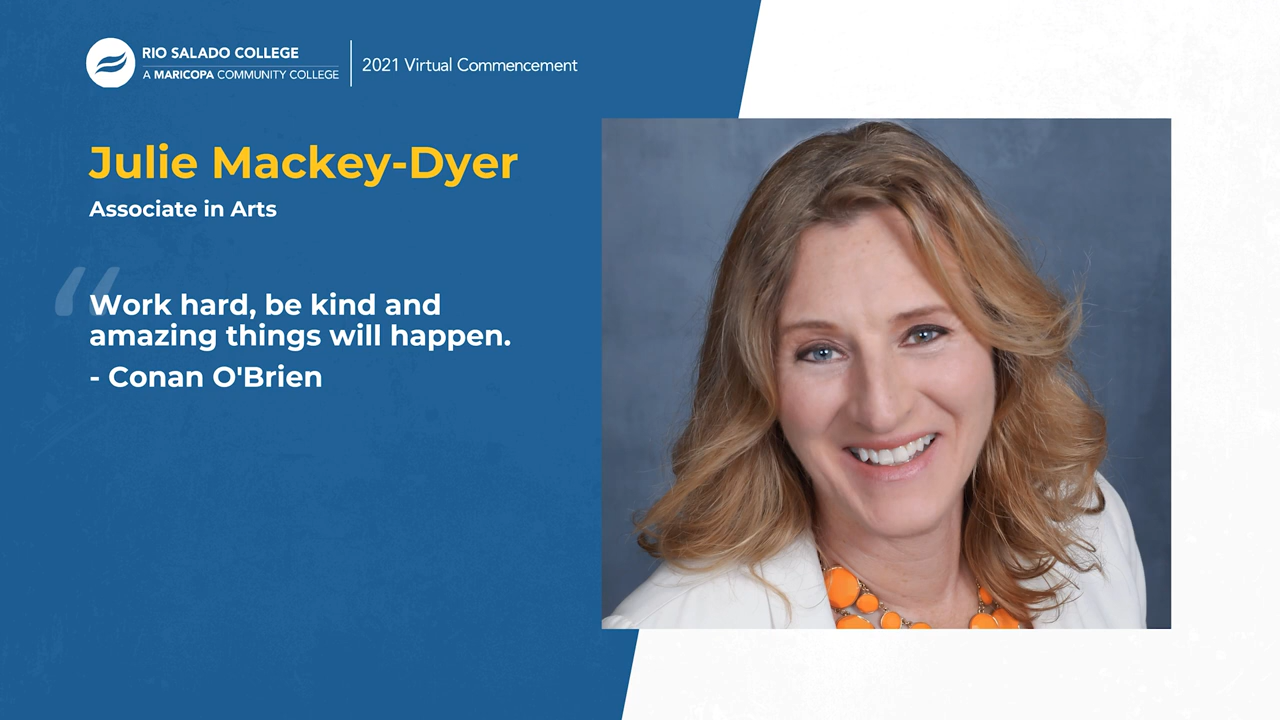 RIO SALADO COLLEGE
A MARICOPA COMMUNITY COLLEGE
2021 Virtual Commencement
Julie Mackey-Dyer
Associate in Arts
“
Work hard, be kind and
amazing things will happen.
- Conan O'Brien